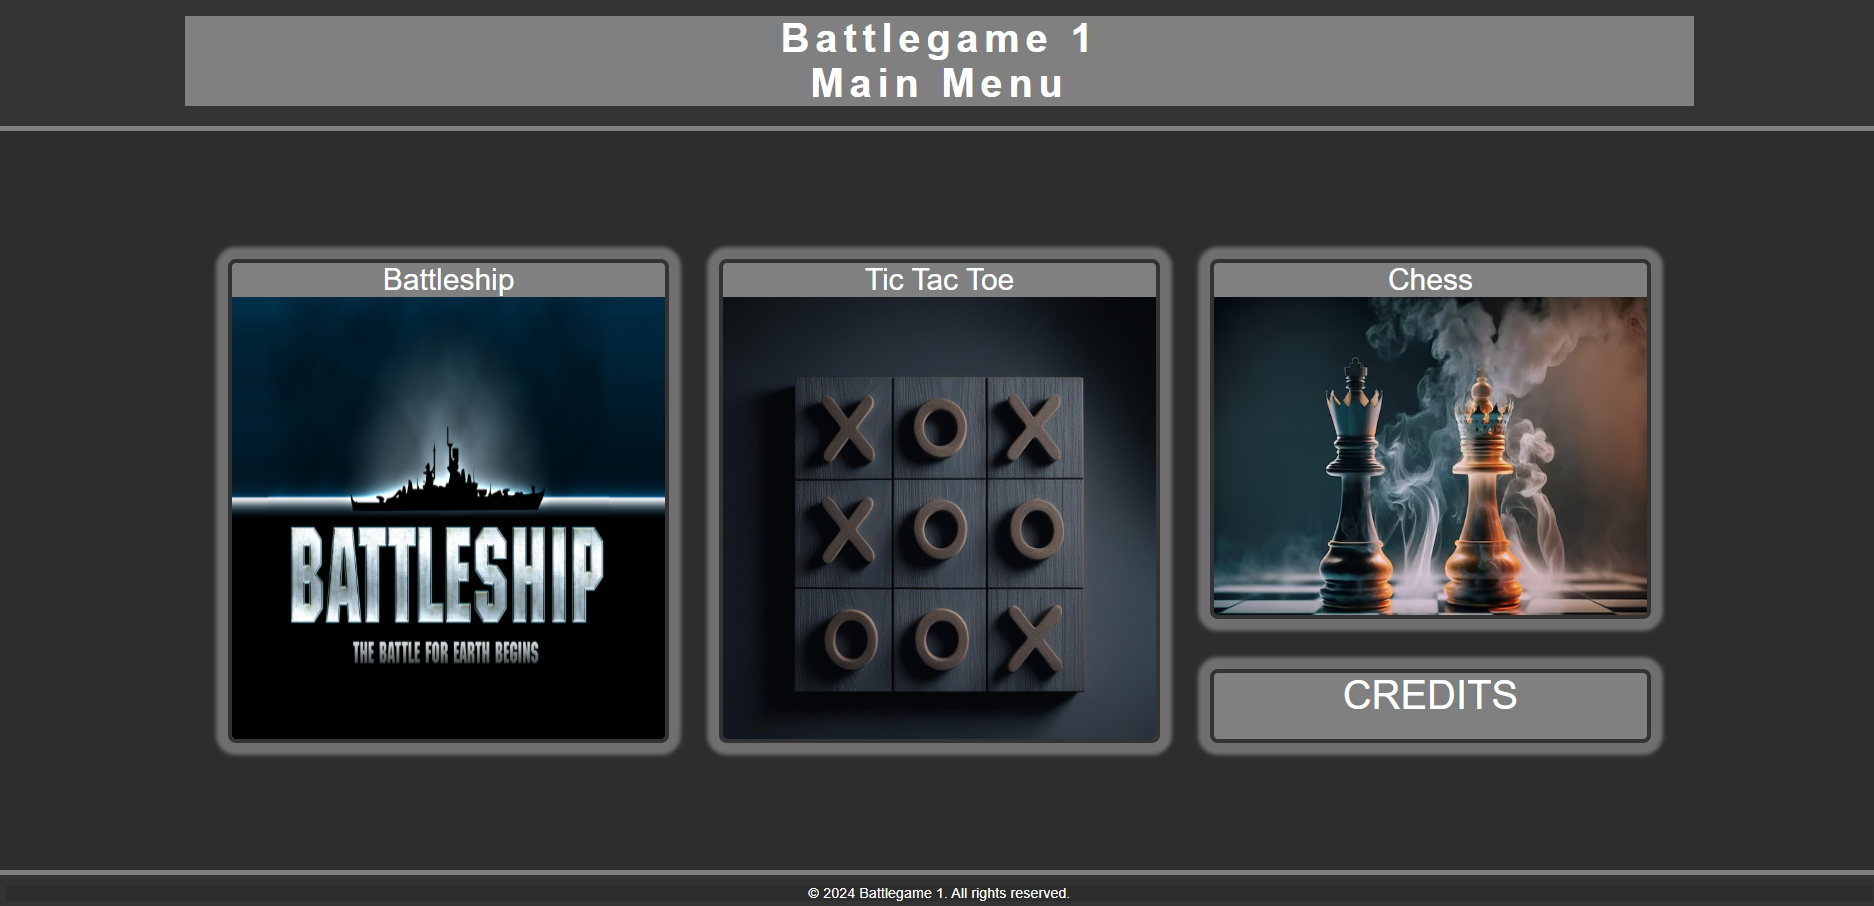 Battlegame 1
Main Menu
Battleship
BATTLESHIP
THE BATTLE FOR EARTH BEGINS
Tic Tac Toe
X O X
X O O
O O X
Chess
CREDITS
© 2024 Battlegame 1. All rights reserved.